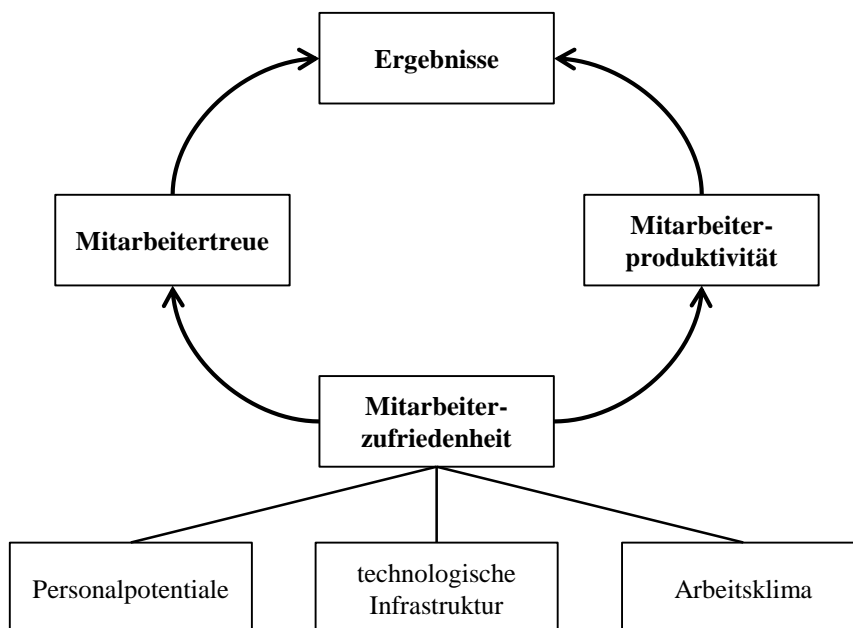 Ergebnisse
Mitarbeitertreue
Mitarbeiter-
produktivität
Mitarbeiter-
zufriedenheit
Personalpotentiale
technologische
Infrastruktur
Arbeitsklima